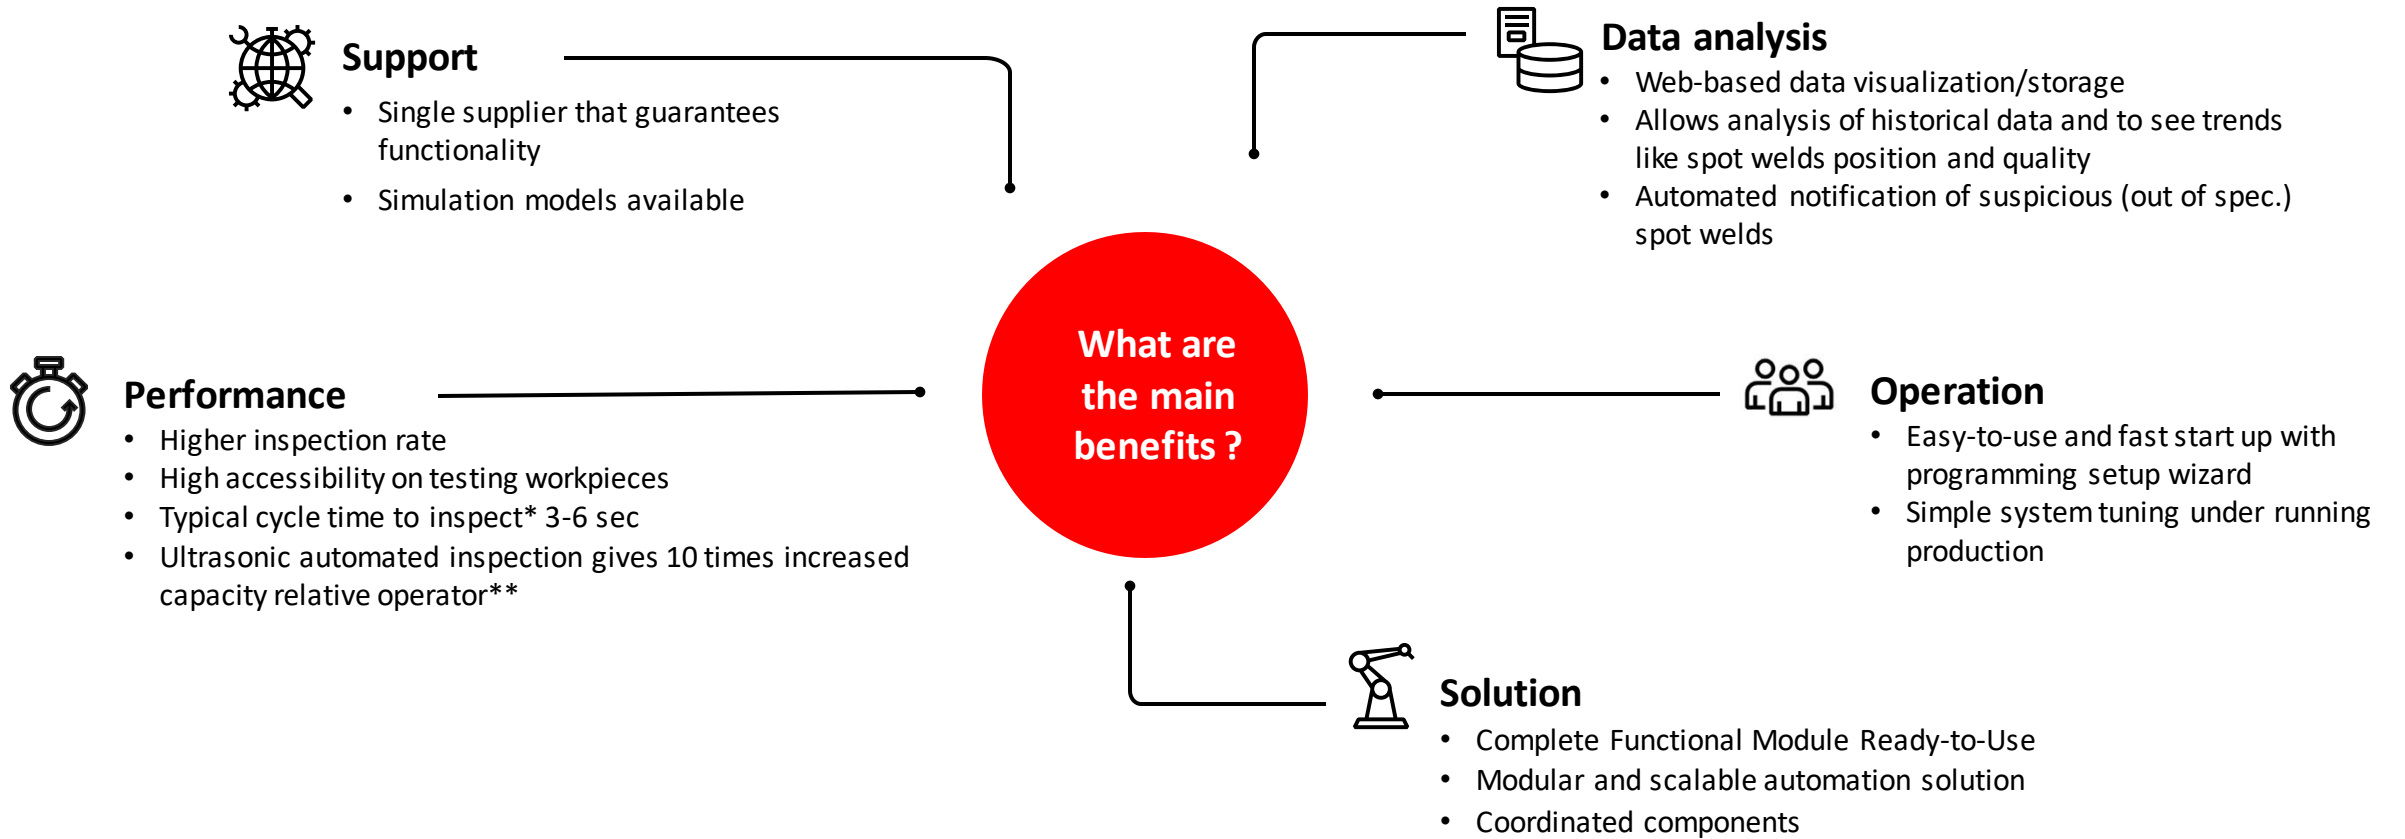 Support
• Single supplier that guarantees
functionality
• Simulation models available
Data analysis
• Web-based data visualization/storage
• Allows analysis of historical data and to see trends
like spot welds position and quality
• Automated notification of suspicious (out of spec.)
spot welds
What are
the main
benefits ?
Performance
• Higher inspection rate
• High accessibility on testing workpieces
• Typical cycle time to inspect* 3-6 sec
• Ultrasonic automated inspection gives 10 times increased
capacity relative operator**
Operation
• Easy-to-use and fast start up with
programming setup wizard
• Simple system tuning under running
production
Solution
• Complete Functional Module Ready-to-Use
• Modular and scalable automation solution
• Coordinated components